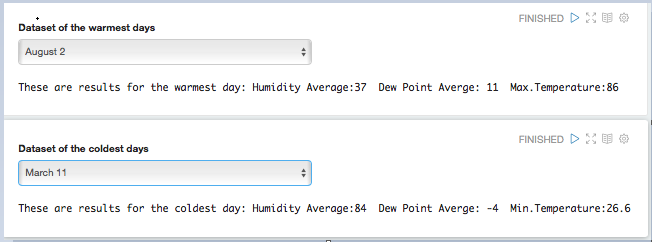 FINISHED
Dataset of the warmest days
August 2
These are results for the warmest day: Humidity Average:37 Dew Point Averge: 11 Max.Temperature:86
FINISHED
Dataset of the coldest days
March 11
These are results for the coldest day: Humidity Average:84 Dew Point Averge: -4 Min.Temperature:26.6